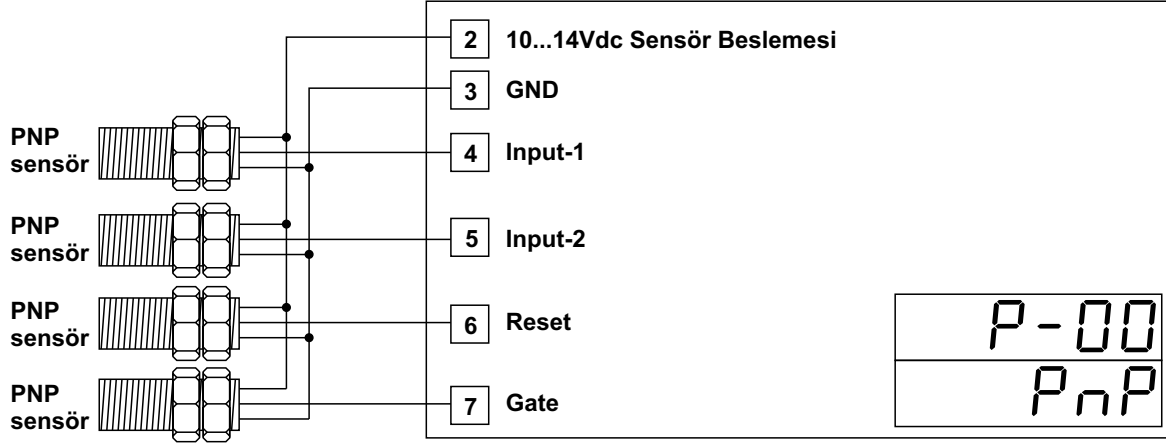 2 10...14Vdc Sensör Beslemesi
3 GND
PNP
sensör
4 Input-1
PNP
sensör
5 Input-2
PNP
sensör
6 Reset
PNP
sensör
7 Gate
P-00
PnP